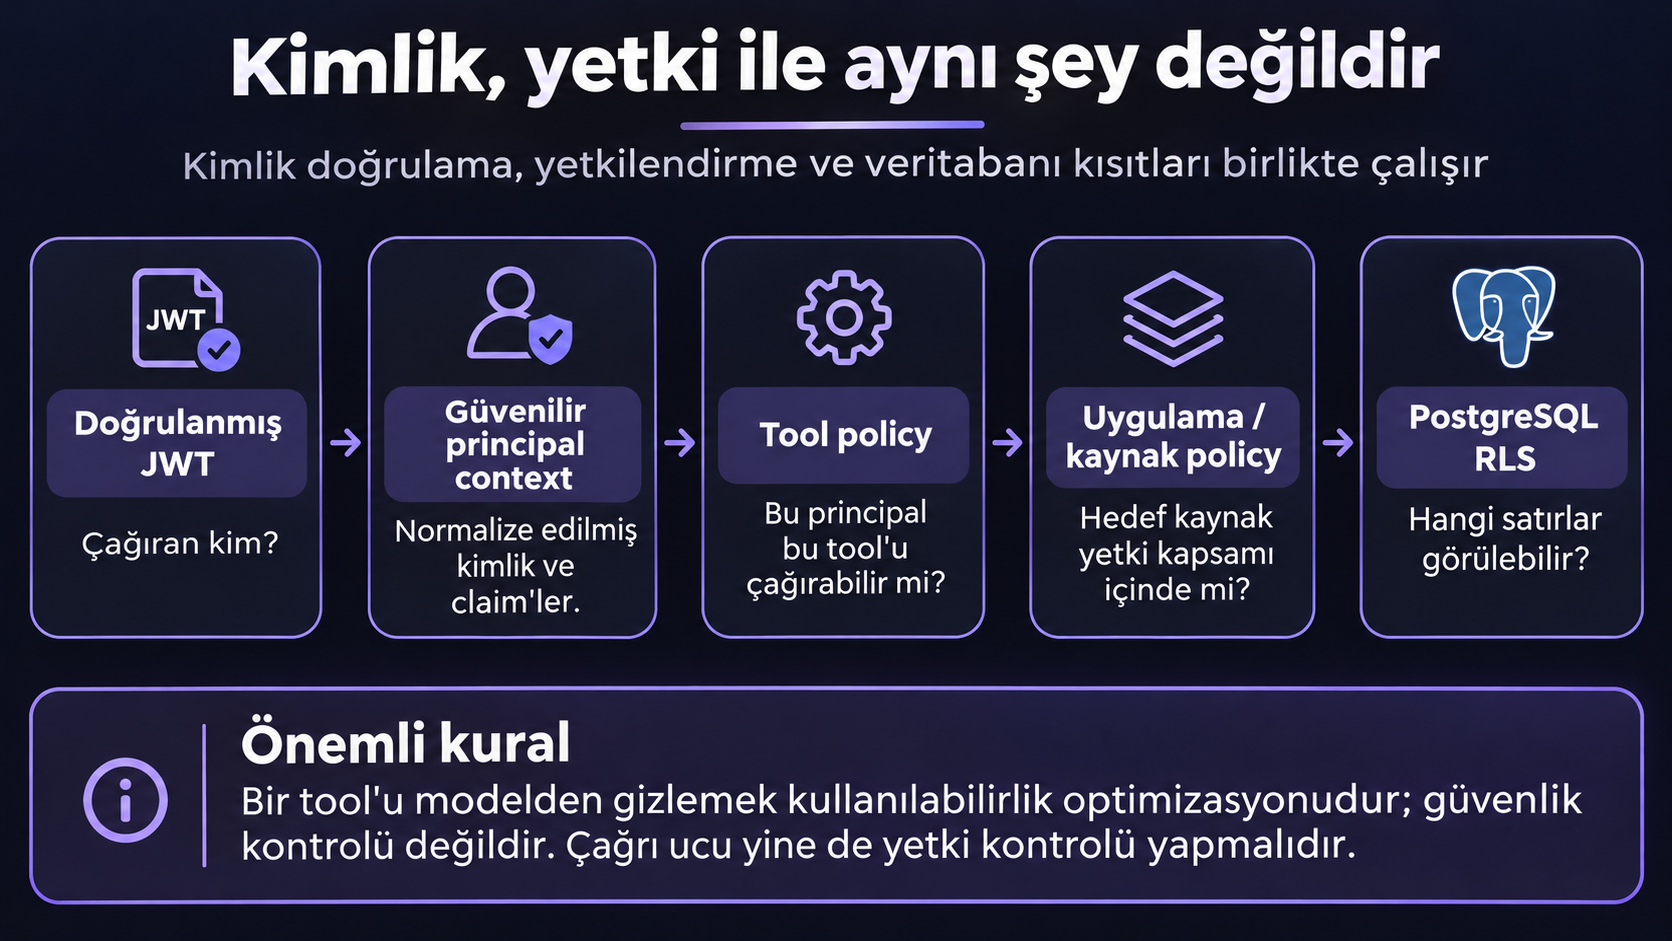 Kimlik, yetki ile aynı şey değildir
Kimlik doğrulama, yetkilendirme ve veritabanı kısıtları birlikte çalışır
JWT
Doğrulanmış
JWT
Çağıran kim?
Güvenilir
principal
context
Normalize edilmiş
kimlik ve
claim'ler.
Tool policy
Bu principal
bu tool'u
çağırabilir mi?
Uygulama /
kaynak policy
Hedef kaynak
yetki kapsamı
içinde mi?
PostgreSQL
RLS
Hangi satırlar
görülebilir?
Önemli kural
Bir tool'u modelden gizlemek kullanılabilirlik optimizasyonudur; güvenlik
kontrolü değildir. Çağrı ucu yine de yetki kontrolü yapmalıdır.